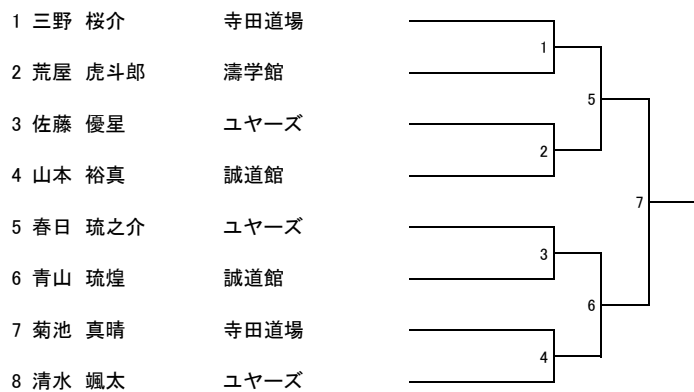 1 三野 桜介 寺田道場
1
2 荒屋 虎斗郎 濤学館
5
3 佐藤 優星 ユヤーズ
2
4 山本 裕真 誠道館
7
5 春日 琉之介 ユヤーズ
3
6 青山 琉煌 誠道館
6
7 菊池 真晴 寺田道場
4
8 清水 颯太 ユヤーズ